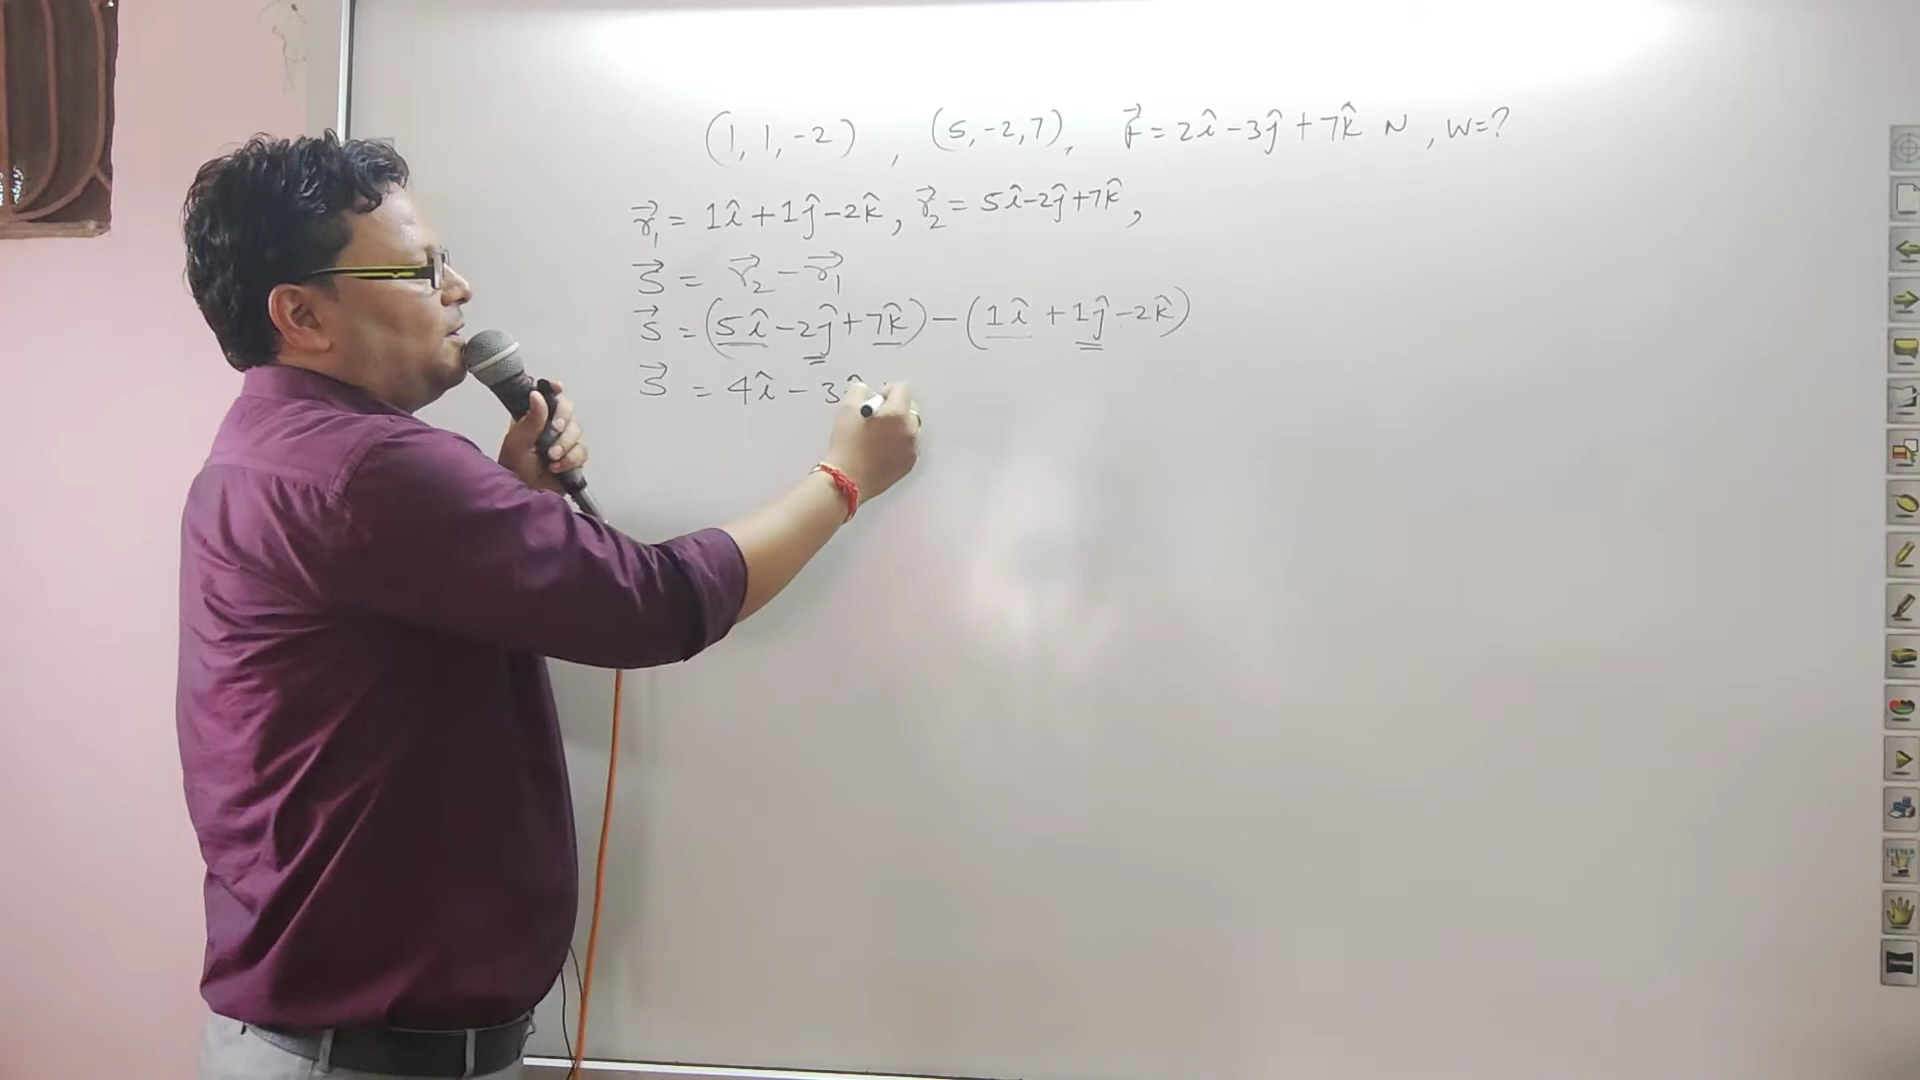 (1, 1, -2) , (5, -2, 7), F⃗ = 2î - 3ĵ + 7k̂ N , W=?
r⃗₁ = 1î + 1ĵ - 2k̂ , r⃗₂ = 5î - 2ĵ + 7k̂ ,
S⃗ = r⃗₂ - r⃗₁
S⃗ = (5î - 2ĵ + 7k̂) - (1î + 1ĵ - 2k̂)
S⃗ = 4î - 3